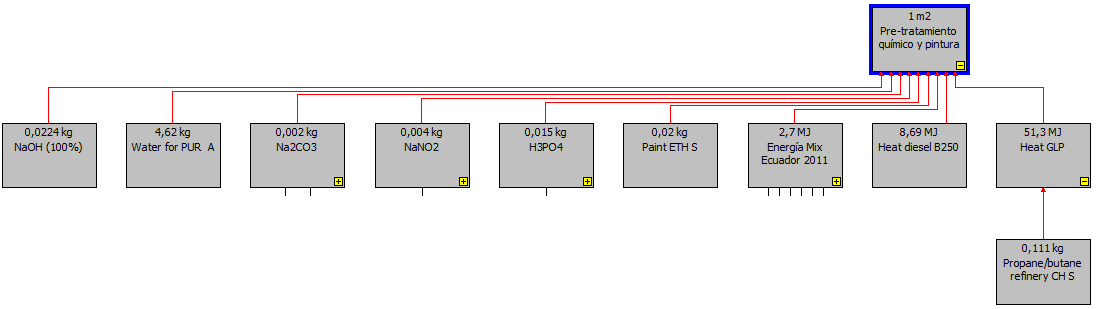 1 m2
Pre-tratamiento
químico y pintura
0,0224 kg
NaOH (100%)
4,62 kg
Water for PUR A
0,002 kg
Na2CO3
0,004 kg
NaNO2
0,015 kg
H3PO4
0,02 kg
Paint ETH S
2,7 MJ
Energía Mix
Ecuador 2011
8,69 MJ
Heat diesel B250
51,3 MJ
Heat GLP
0,111 kg
Propane/butane
refinery CH S